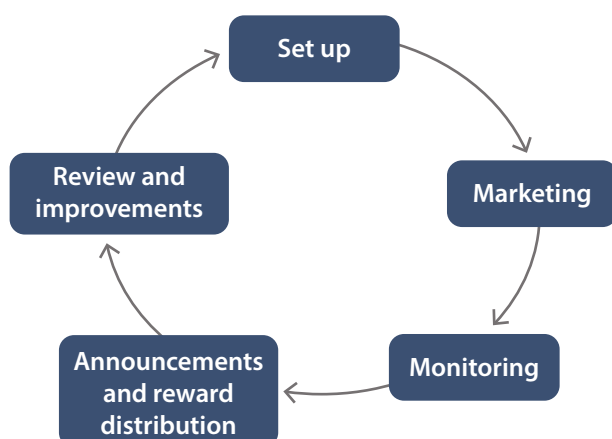 Set up
Marketing
Monitoring
Announcements
and reward
distribution
Review and
improvements